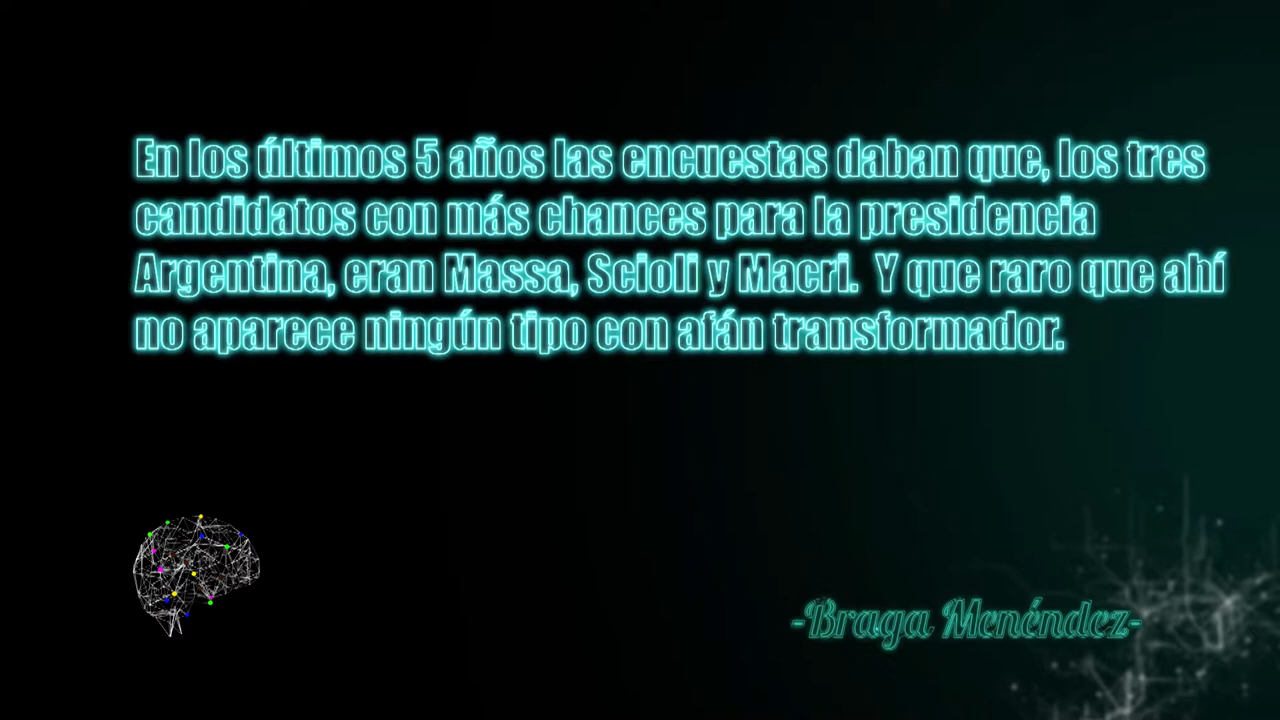 En los últimos 5 años las encuestas daban que, los tres
candidatos con más chances para la presidencia
Argentina, eran Massa, Scioli y Macri.  Y que raro que ahí
no aparece ningún tipo con afán transformador.
-Braga Menéndez-